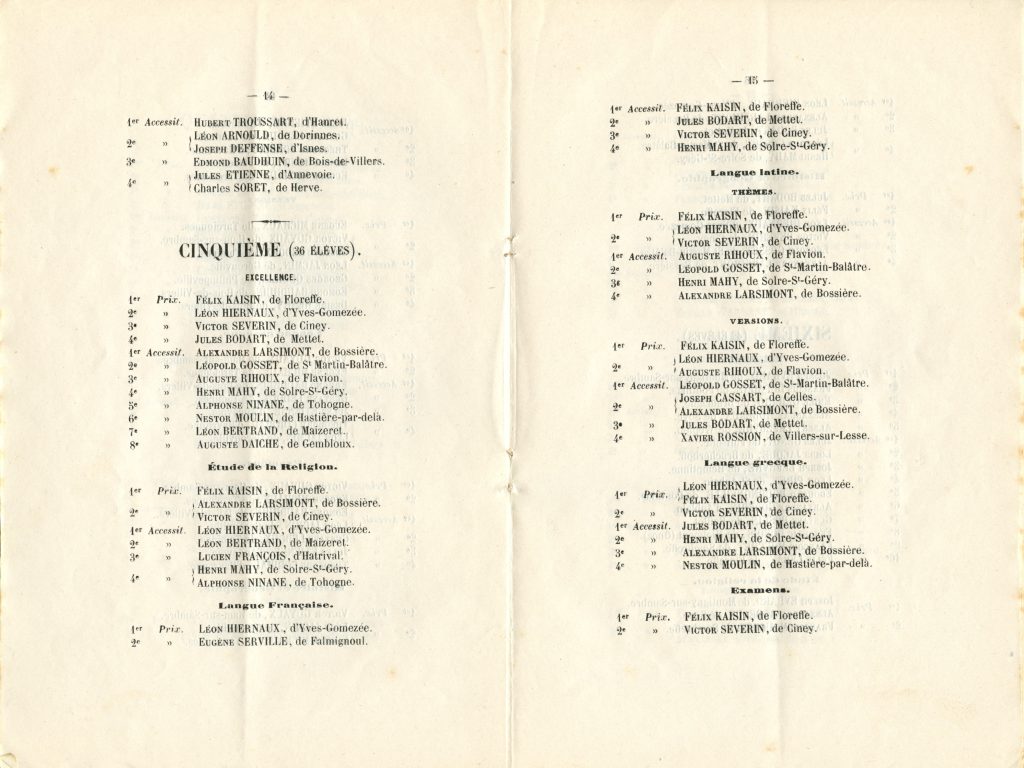 — 14 —
1er Accessit. HUBERT TROUSSART, d'Hanret.
2e » LÉON ARNOULD, de Dorinnes.
JOSEPH DEFFENSE, d'Isnes.
3e » EDMOND BAUDHUIN, de Bois-de-Villers.
4e » JULES ETIENNE, d'Annevoie.
Charles SORET, de Herve.
CINQUIÈME (36 ÉLÈVES).
EXCELLENCE.
1er Prix. FÉLIX KAISIN, de Floreffe.
2e » LÉON HIERNAUX, d'Yves-Gomezée.
3e » VICTOR SEVERIN, de Ciney.
4e » JULES BODART, de Mettet.
1er Accessit. ALEXANDRE LARSIMONT, de Bossière.
2e » LÉOPOLD GOSSET, de St Martin-Balâtre.
3e » AUGUSTE RIHOUX, de Flavion.
4e » HENRI MAHY, de Solre-St-Géry.
5e » ALPHONSE NINANE, de Tohogne.
6e » NESTOR MOULIN, de Hastière-par-delà.
7e » LÉON BERTRAND, de Maizeret.
8e » AUGUSTE DAICHE, de Gembloux.
Étude de la Religion.
1er Prix. FÉLIX KAISIN, de Floreffe.
2e » ALEXANDRE LARSIMONT, de Bossière.
VICTOR SEVERIN, de Ciney.
1er Accessit. LÉON HIERNAUX, d'Yves-Gomezée.
2e » LÉON BERTRAND, de Maizeret.
3e » LUCIEN FRANÇOIS, d'Hatrival.
4e » HENRI MAHY, de Solre-St-Géry.
ALPHONSE NINANE, de Tohogne.
Langue Française.
1er Prix. LÉON HIERNAUX, d'Yves-Gomezée.
2e » EUGÈNE SERVILLE, de Falmignoul.
— 15 —
1er Accessit. FÉLIX KAISIN, de Floreffe.
2e » JULES BODART, de Mettet.
3e » VICTOR SEVERIN, de Ciney.
4e » HENRI MAHY, de Solre-St-Géry.
Langue latine.
THÈMES.
1er Prix. FÉLIX KAISIN, de Floreffe.
2e » LÉON HIERNAUX, d'Yves-Gomezée.
VICTOR SEVERIN, de Ciney.
1er Accessit. AUGUSTE RIHOUX, de Flavion.
2e » LÉOPOLD GOSSET, de St-Martin-Balâtre.
3e » HENRI MAHY, de Solre-St-Géry.
4e » ALEXANDRE LARSIMONT, de Bossière.
VERSIONS.
1er Prix. FÉLIX KAISIN, de Floreffe.
2e » LÉON HIERNAUX, d'Yves-Gomezée.
AUGUSTE RIHOUX, de Flavion.
1er Accessit. LÉOPOLD GOSSET, de St-Martin-Balâtre.
2e » JOSEPH CASSART, de Celles.
ALEXANDRE LARSIMONT, de Bossière.
3e » JULES BODART, de Mettet.
4e » XAVIER ROSSION, de Villers-sur-Lesse.
Langue grecque.
1er Prix. LÉON HIERNAUX, d'Yves-Gomezée.
FÉLIX KAISIN, de Floreffe.
2e » VICTOR SEVERIN, de Ciney.
1er Accessit. JULES BODART, de Mettet.
2e » HENRI MAHY, de Solre-St-Géry.
3e » ALEXANDRE LARSIMONT, de Bossière.
4e » NESTOR MOULIN, de Hastière-par-delà.
Examens.
1er Prix. FÉLIX KAISIN, de Floreffe.
2e » VICTOR SEVERIN, de Ciney.